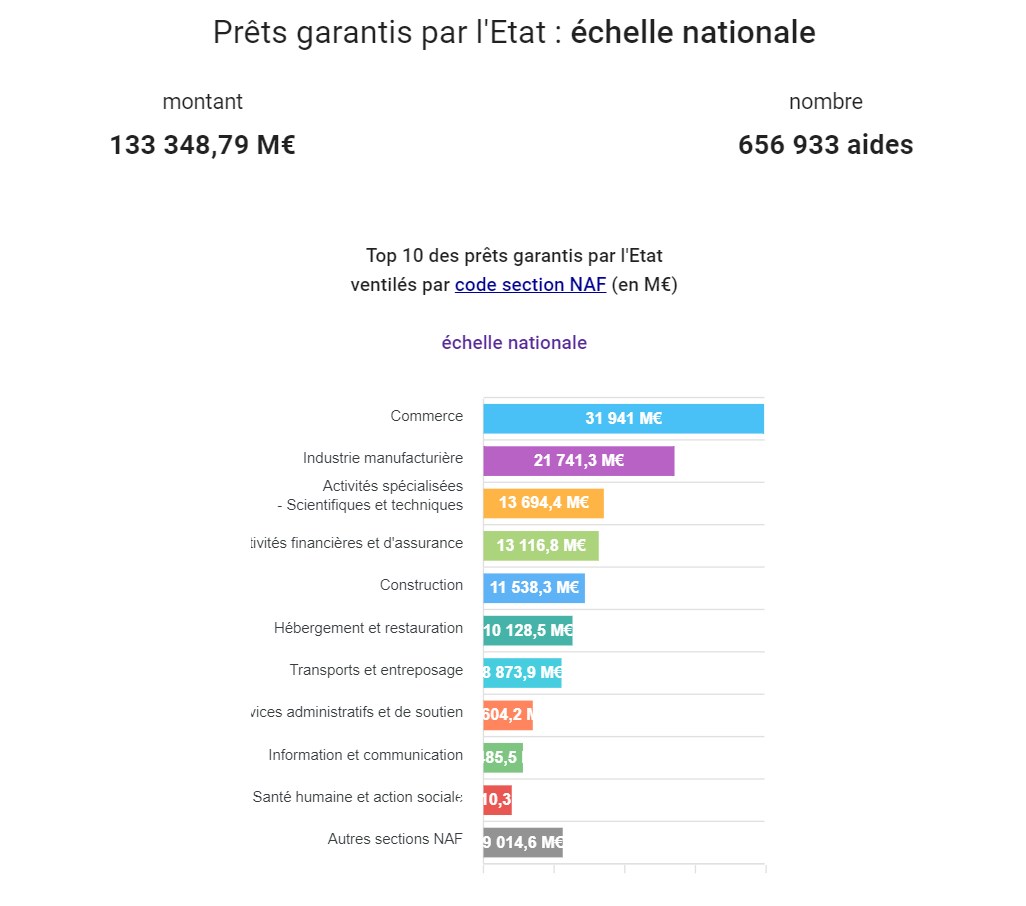 Prêts garantis par l'Etat : échelle nationale
montant
nombre
133 348,79 M€
656 933 aides
Top 10 des prêts garantis par l'Etat
ventilés par code section NAF (en M€)
échelle nationale
Commerce
31 941 M€
Industrie manufacturière
21 741,3 M€
Activités spécialisées
- Scientifiques et techniques
13 694,4 M€
tivités financières et d'assurance
13 116,8 M€
Construction
11 538,3 M€
Hébergement et restauration
10 128,5 M€
Transports et entreposage
8 873,9 M€
vices administratifs et de soutien
604,2 M
Information et communication
85,5
Santé humaine et action sociale
10,3
Autres sections NAF
9 014,6 M€